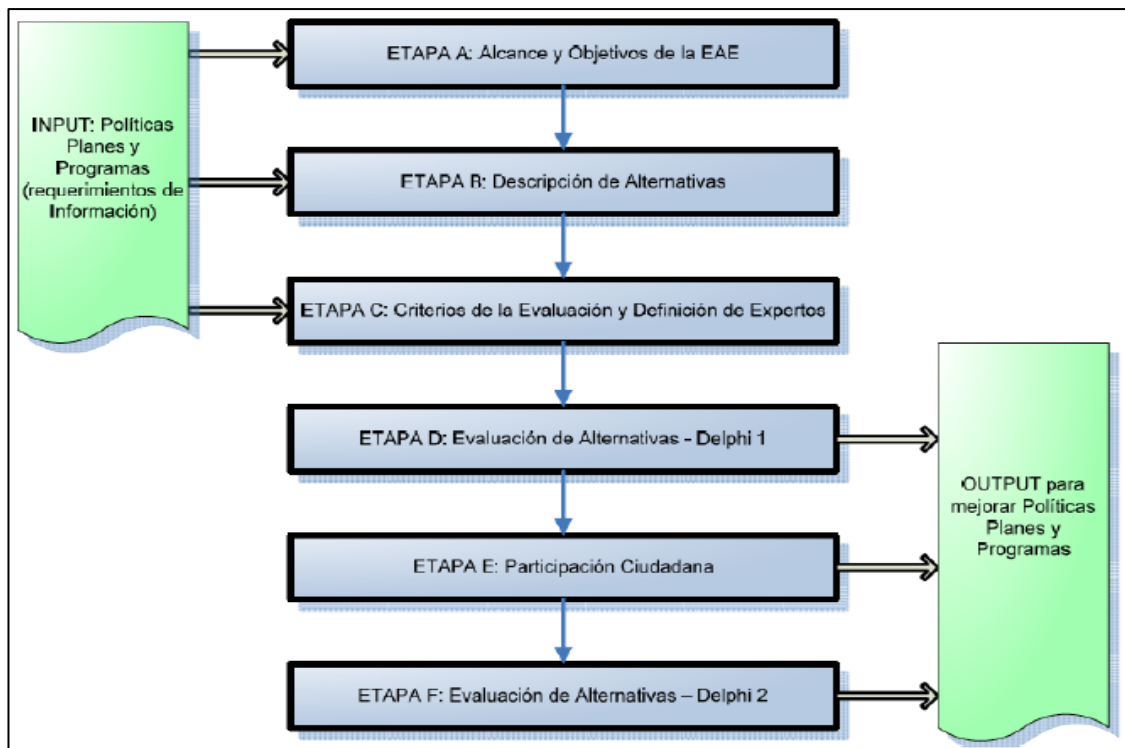 ETAPA A: Alcance y Objetivos de la EAE
INPUT: Políticas
Planes y
Programas
(requerimientos de
Información)
ETAPA B: Descripción de Alternativas
ETAPA C: Criterios de la Evaluación y Definición de Expertos
ETAPA D: Evaluación de Alternativas - Delphi 1
OUTPUT para
mejorar Políticas
Planes y
Programas
ETAPA E: Participación Ciudadana
ETAPA F: Evaluación de Alternativas – Delphi 2